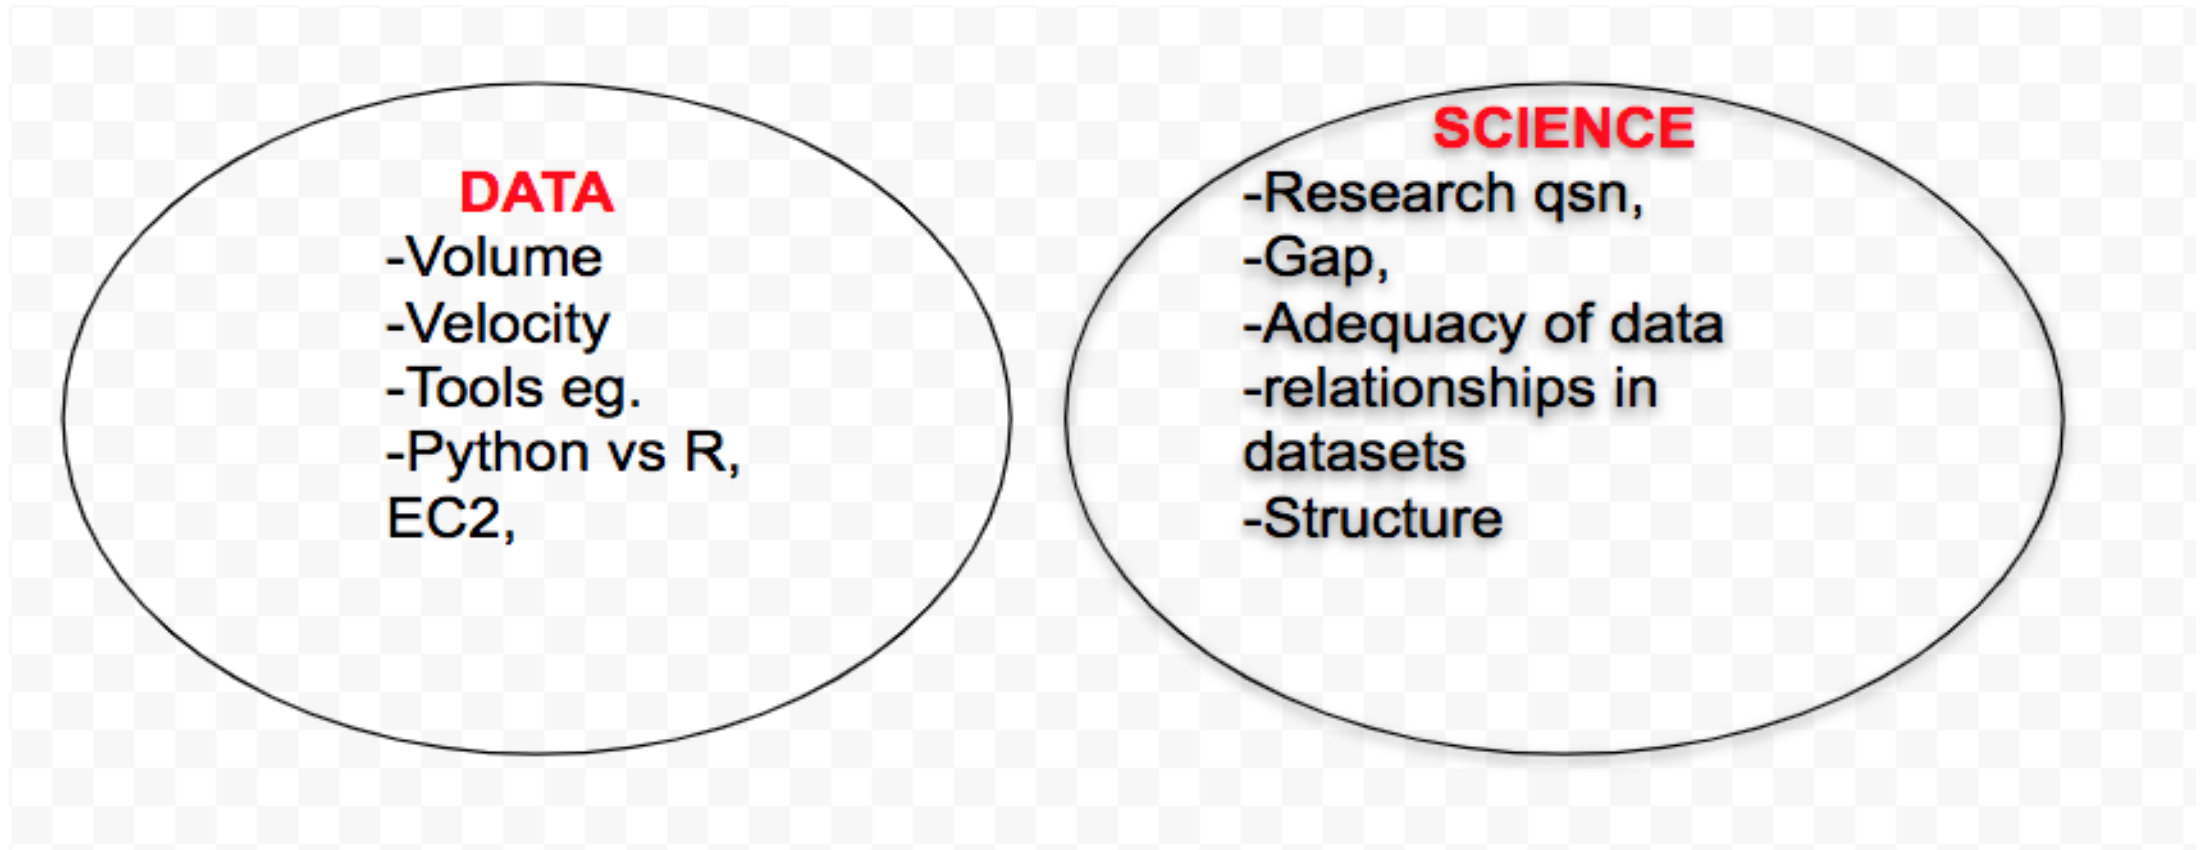 DATA
-Volume
-Velocity
-Tools eg.
-Python vs R,
EC2,
SCIENCE
-Research qsn,
-Gap,
-Adequacy of data
-relationships in
datasets
-Structure